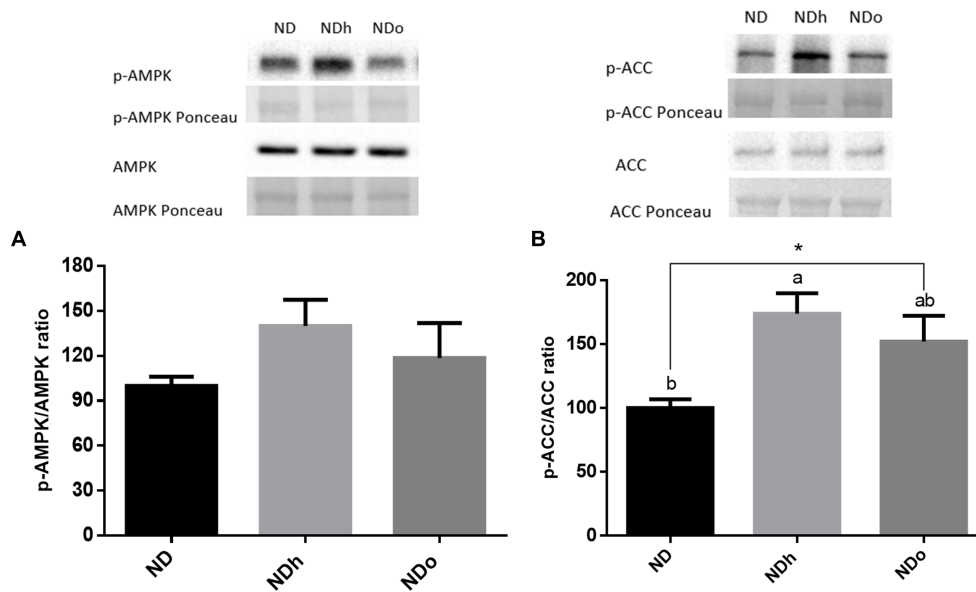 ND NDh NDo
p-AMPK
p-AMPK Ponceau
AMPK
AMPK Ponceau
ND NDh NDo
p-ACC
p-ACC Ponceau
ACC
ACC Ponceau
A
p-AMPK/AMPK ratio
180
150
120
90
60
30
0
ND NDh NDo
B
p-ACC/ACC ratio
200
150
100
50
0
*
b a ab
ND NDh NDo